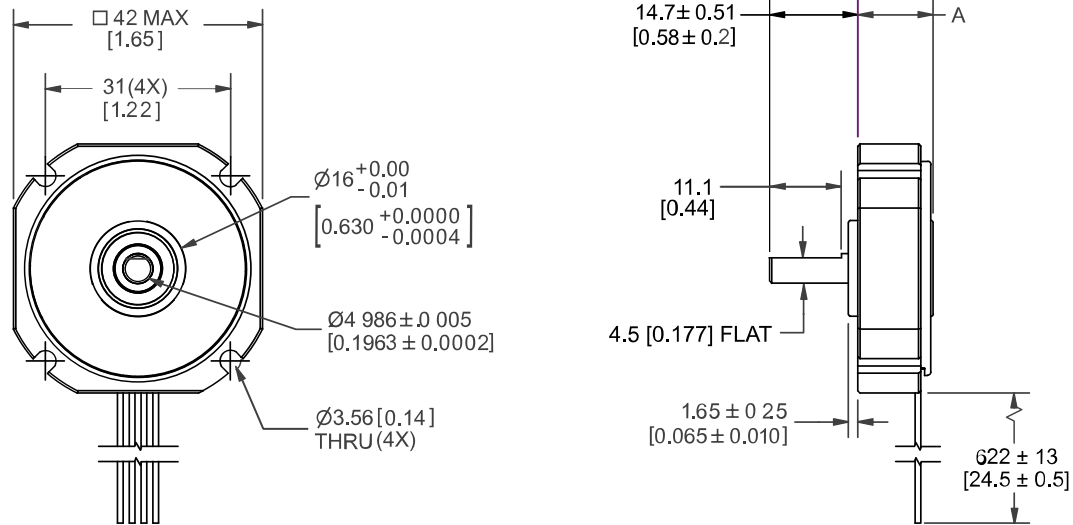 □ 42 MAX
[1.65]
31(4X)
[1.22]
Ø16 +0.00
-0.01
[0.630 +0.0000
-0.0004]
Ø4 986± .0 005
[0.1963 ± 0.0002]
Ø3.56 [0.14]
THRU (4X)
14.7± 0.51
[0.58 ± 0.2]
A
11.1
[0.44]
4.5 [0.177] FLAT
1.65 ± 0 25
[0.065 ± 0.010]
622 ± 13
[24.5 ± 0.5]